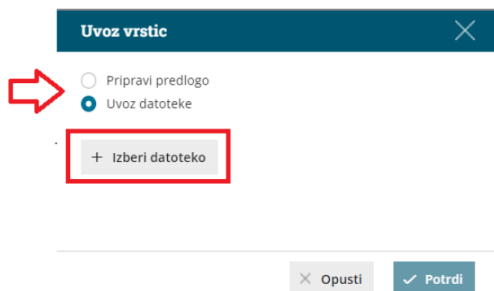 Uvoz vrstic
Pripravi predlogo
Uvoz datoteke
+ Izberi datoteko
Opusti
Potrdi